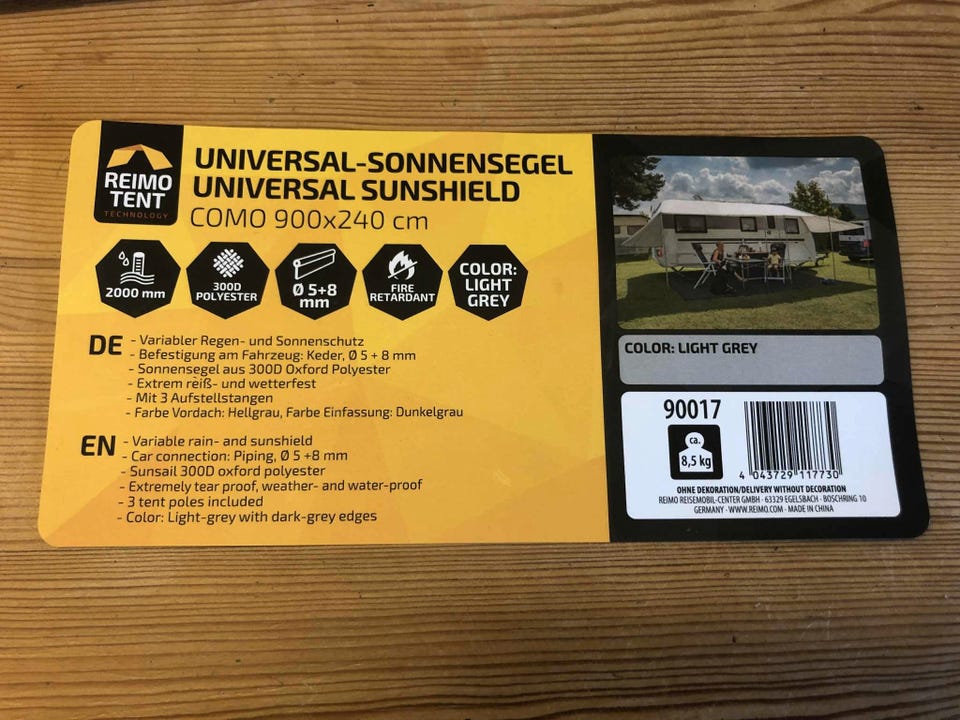 REIMO
TENT
TECHNOLOGY
UNIVERSAL-SONNENSEGEL
UNIVERSAL SUNSHIELD
COMO 900x240 cm
2000 mm
300D
POLYESTER
Ø 5+8
mm
FIRE
RETARDANT
COLOR:
LIGHT
GREY
DE
- Variabler Regen- und Sonnenschutz
- Befestigung am Fahrzeug: Keder, Ø 5 + 8 mm
- Sonnensegel aus 300D Oxford Polyester
- Extrem reiß- und wetterfest
- Mit 3 Aufstellstangen
- Farbe Vordach: Hellgrau, Farbe Einfassung: Dunkelgrau
EN
- Variable rain- and sunshield
- Car connection: Piping, Ø 5 +8 mm
- Sunsail 300D oxford polyester
- Extremely tear proof, weather- and water-proof
- 3 tent poles included
- Color: Light-grey with dark-grey edges
COLOR: LIGHT GREY
90017
ca.
8,5 kg
4 043729 117730
OHNE DEKORATION/DELIVERY WITHOUT DECORATION
REIMO REISEMOBIL-CENTER GMBH · 63329 EGELSBACH · BOSCHRING 10
GERMANY · WWW.REIMO.COM · MADE IN CHINA